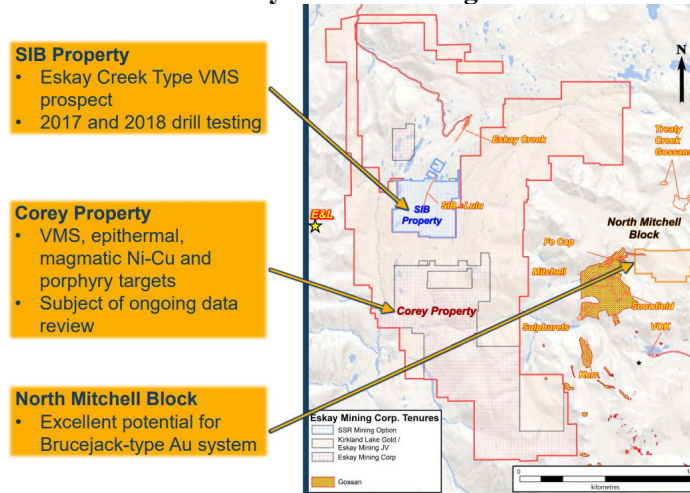 SIB Property
• Eskay Creek Type VMS
prospect
• 2017 and 2018 drill testing
Corey Property
• VMS, epithermal,
magmatic Ni-Cu and
porphyry targets
• Subject of ongoing data
review
North Mitchell Block
• Excellent potential for
Brucejack-type Au system
N
Eskay Creek
Treaty
Creek
Gossans
SIB - Lulu
SIB
Property
E&L
North Mitchell
Block
Fe Cap
Mitchell
Snowfield
Corey Property
Sulphurets
VOK
Kerr
Eskay Mining Corp. Tenures
SSR Mining Option
Kirkland Lake Gold /
Eskay Mining JV
Eskay Mining Corp
Gossan
0
kilometres